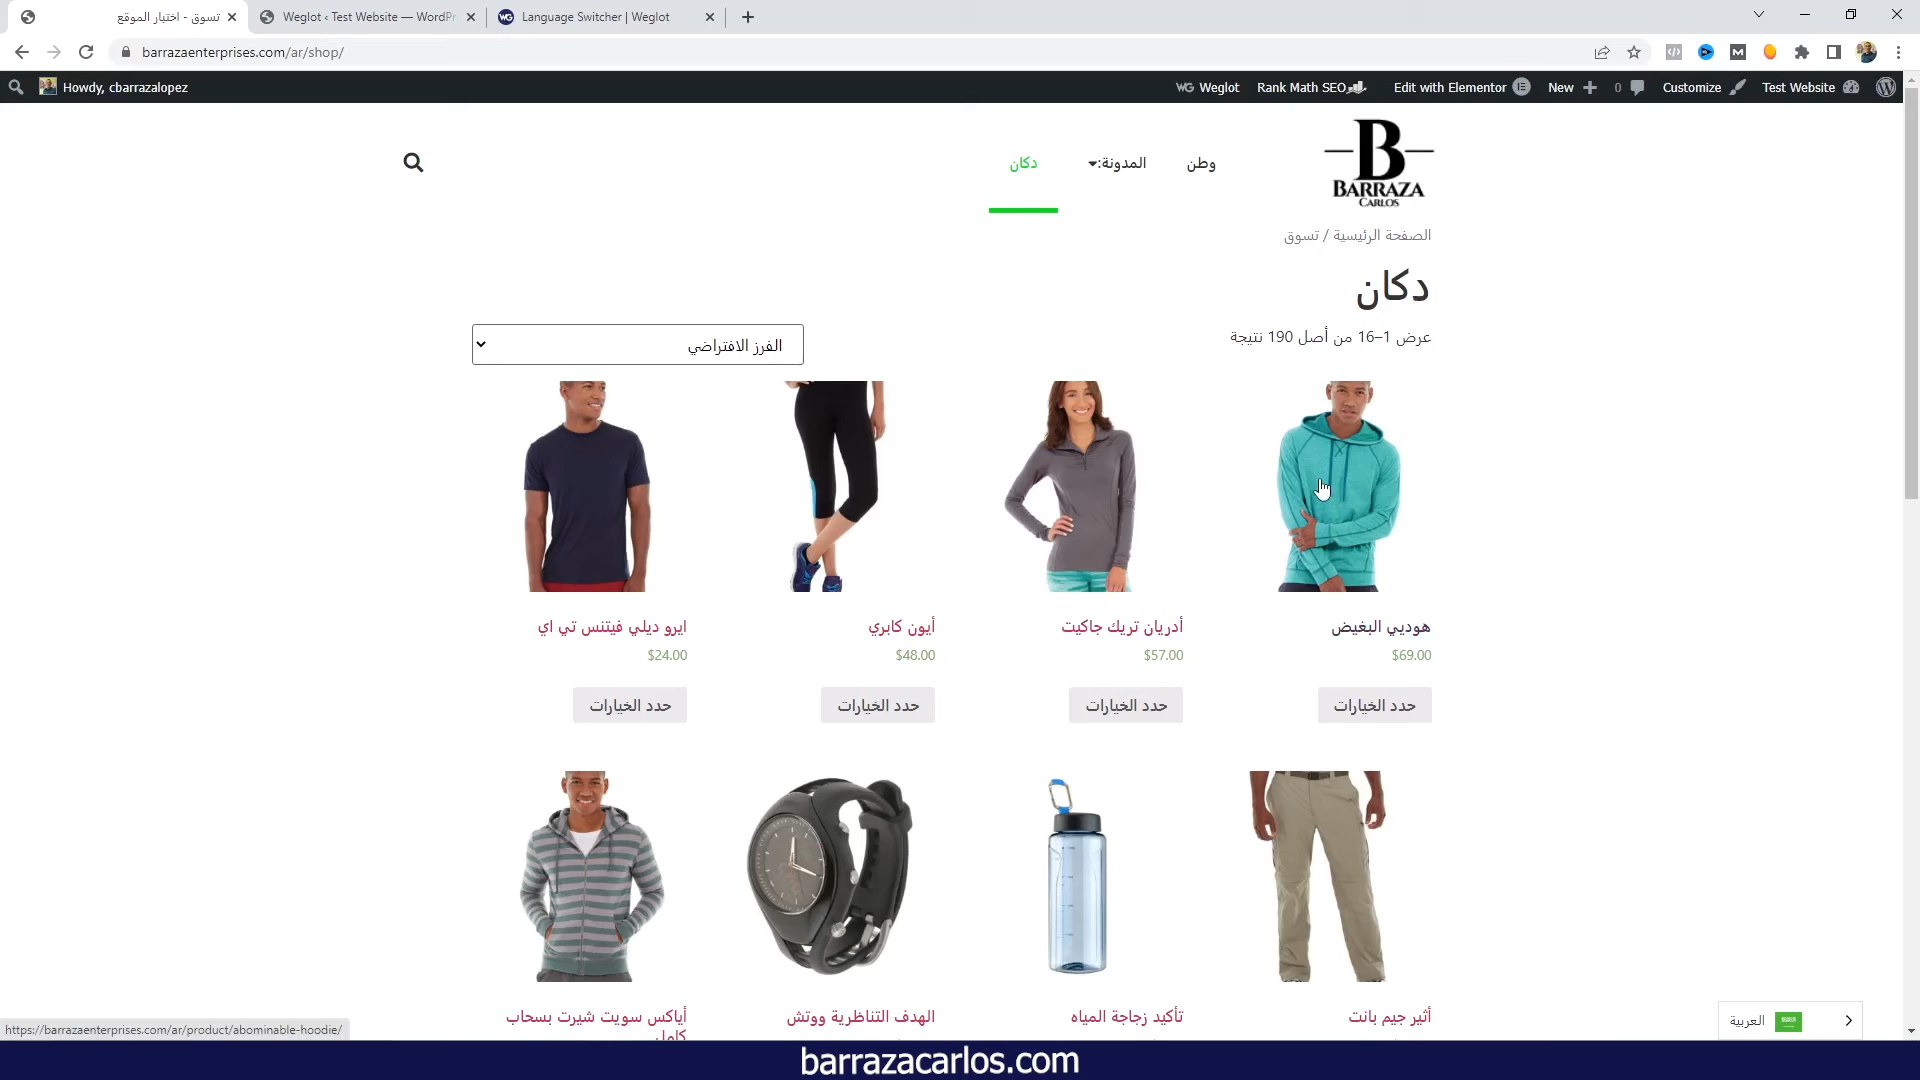 تسوق - اختبار الموقع
Weglot ‹ Test Website — WordPr
Language Switcher | Weglot
barrazaenterprises.com/ar/shop/
Howdy, cbarrazalopez
Weglot
Rank Math SEO
Edit with Elementor
New
0
Customize
Test Website
B
BARRAZA
CARLOS
وطن
المدونة:
دكان
الصفحة الرئيسية / تسوق
دكان
عرض 1–16 من أصل 190 نتيجة
الفرز الافتراضي
هوديي البغيض
$69.00
حدد الخيارات
أدريان تريك جاكيت
$57.00
حدد الخيارات
أيون كابري
$48.00
حدد الخيارات
ايرو ديلي فيتنس تي اي
$24.00
حدد الخيارات
أثير جيم بانت
تأكيد زجاجة المياه
الهدف التناظرية ووتش
أياكس سويت شيرت بسحاب
كامل
العربية
https://barrazaenterprises.com/ar/product/abominable-hoodie/
barrazacarlos.com